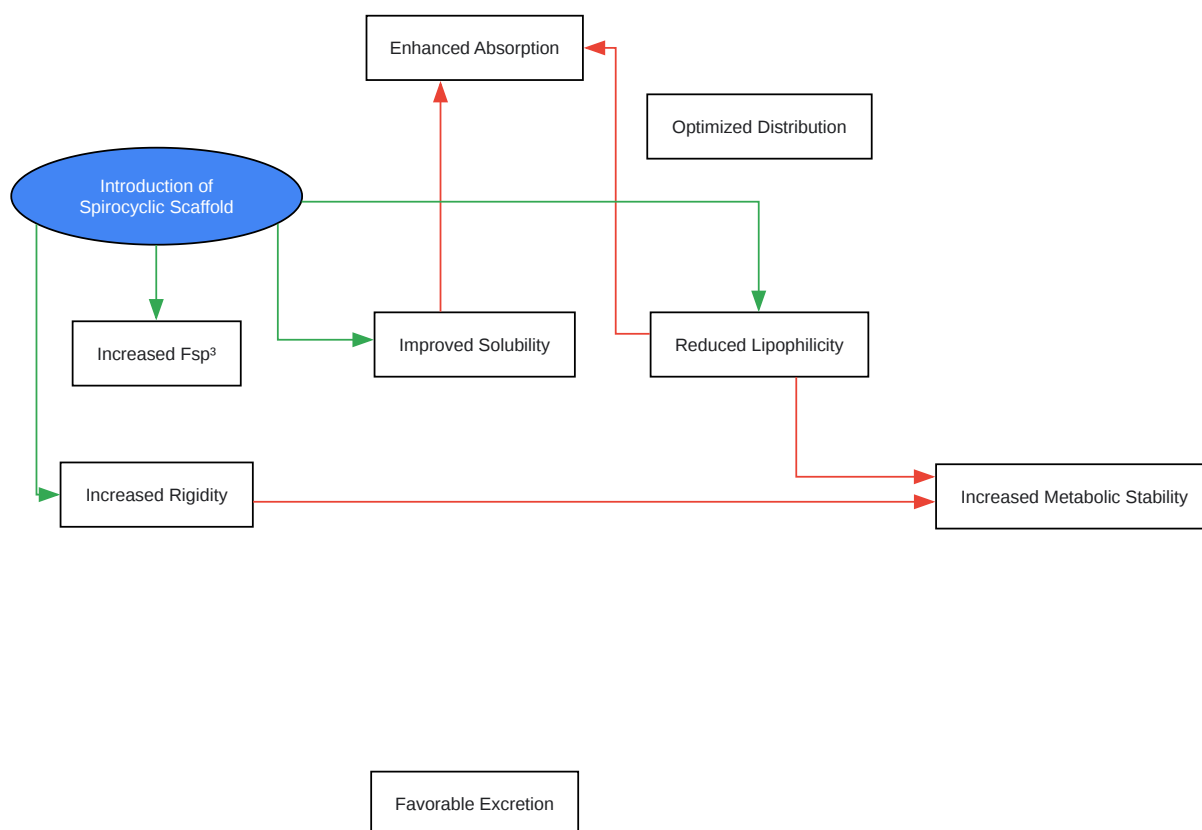 Enhanced Absorption
Optimized Distribution
Introduction of
Spirocyclic Scaffold
Improved Solubility
Reduced Lipophilicity
Increased Fsp³
Increased Rigidity
Increased Metabolic Stability
Favorable Excretion